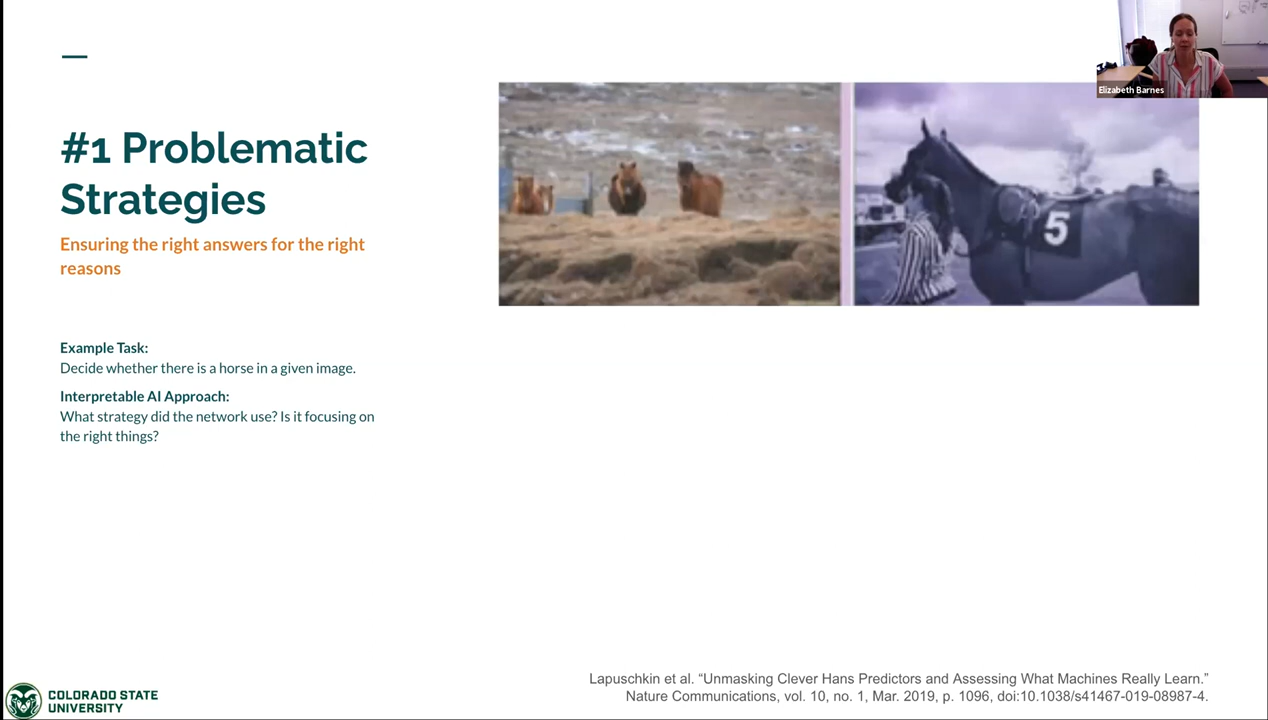 Elizabeth Barnes
#1 Problematic
Strategies
Ensuring the right answers for the right
reasons
5
Example Task:
Decide whether there is a horse in a given image.
Interpretable AI Approach:
What strategy did the network use? Is it focusing on
the right things?
Lapuschkin et al. “Unmasking Clever Hans Predictors and Assessing What Machines Really Learn.”
Nature Communications, vol. 10, no. 1, Mar. 2019, p. 1096, doi:10.1038/s41467-019-08987-4.
COLORADO STATE
UNIVERSITY